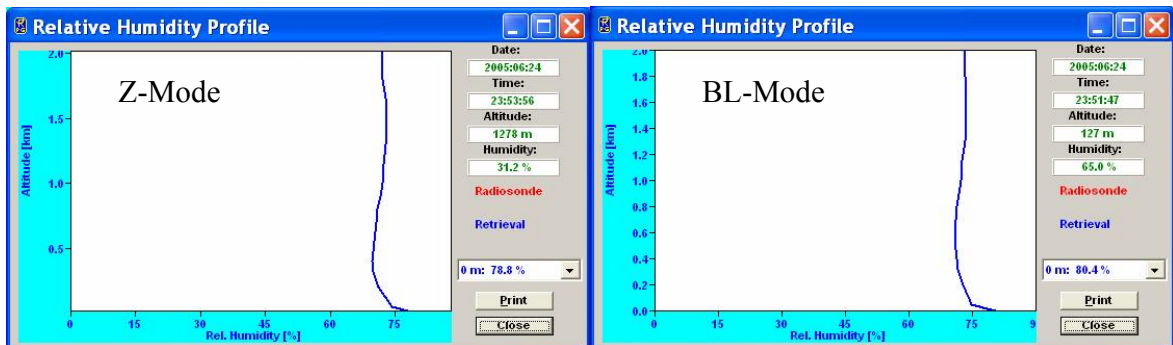 Relative Humidity Profile
Z-Mode
Altitude [km]
2.0
1.5
1.0
0.5
0
15
30
45
60
75
Rel. Humidity [%]
Date:
2005:06:24
Time:
23:53:56
Altitude:
1278 m
Humidity:
31.2 %
Radiosonde
Retrieval
0 m: 78.8 %
Print
Close
Relative Humidity Profile
BL-Mode
Altitude [km]
2.0
1.8
1.6
1.4
1.2
1.0
0.8
0.6
0.4
0.2
0.0
0
15
30
45
60
75
9
Rel. Humidity [%]
Date:
2005:06:24
Time:
23:51:47
Altitude:
127 m
Humidity:
65.0 %
Radiosonde
Retrieval
0 m: 80.4 %
Print
Close